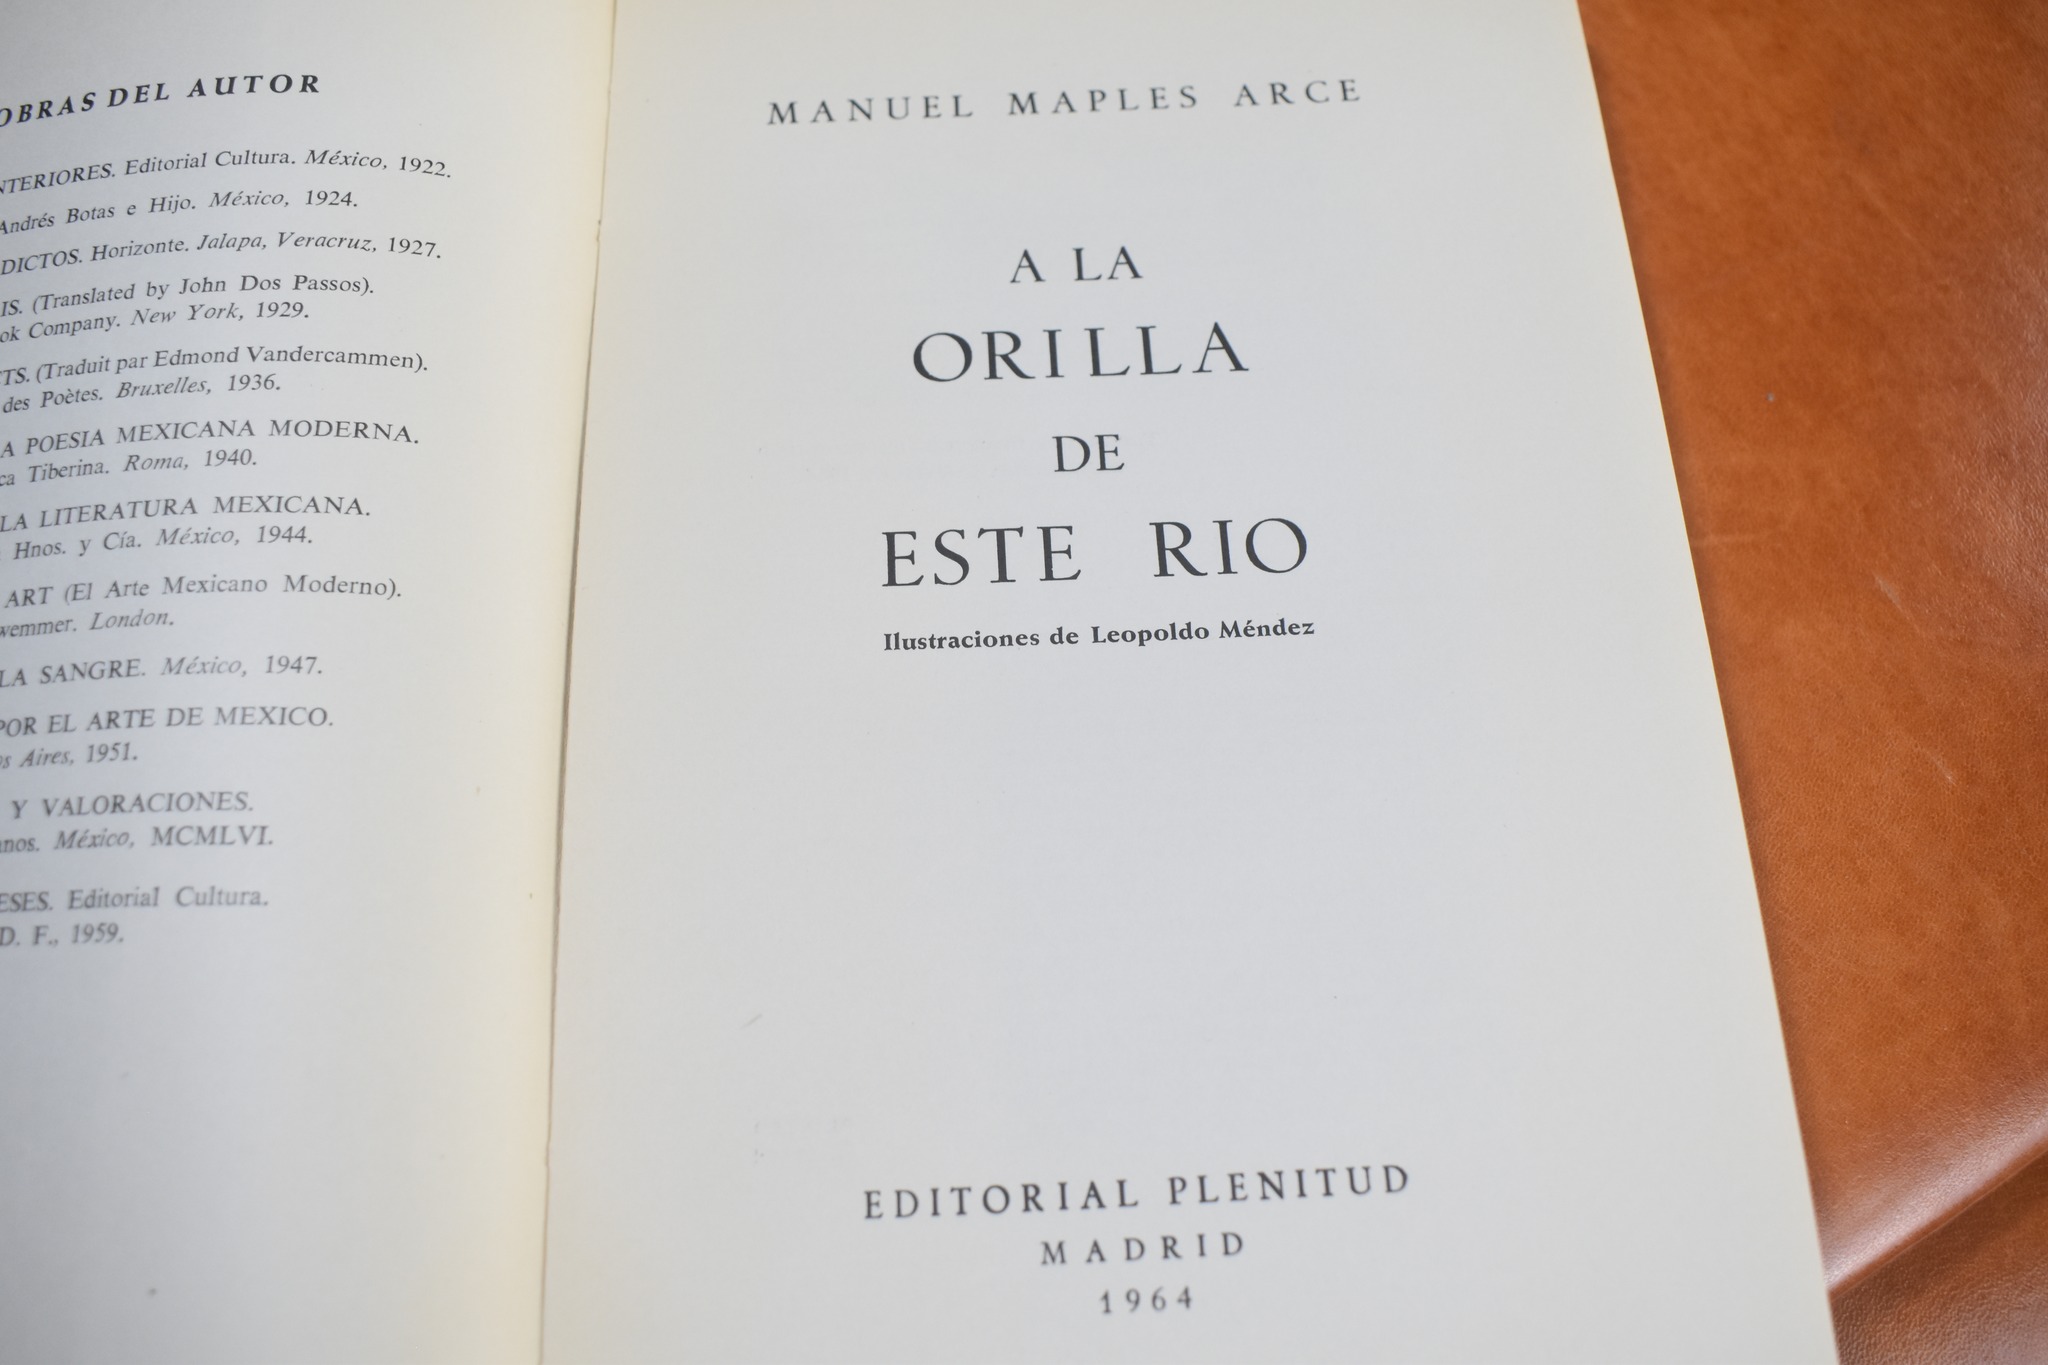 OBRAS DEL AUTOR
NTERIORES. Editorial Cultura. México, 1922.
Andrés Botas e Hijo. México, 1924.
DICTOS. Horizonte. Jalapa, Veracruz, 1927.
IS. (Translated by John Dos Passos).
ok Company. New York, 1929.
TS. (Traduit par Edmond Vandercammen).
des Poètes. Bruxelles, 1936.
A POESIA MEXICANA MODERNA.
ca Tiberina. Roma, 1940.
LA LITERATURA MEXICANA.
Hnos. y Cía. México, 1944.
ART (El Arte Mexicano Moderno).
wemmer. London.
LA SANGRE. México, 1947.
POR EL ARTE DE MEXICO.
os Aires, 1951.
Y VALORACIONES.
nos. México, MCMLVI.
ESES. Editorial Cultura.
D. F., 1959.
MANUEL MAPLES ARCE
A LA
ORILLA
DE
ESTE RIO
Ilustraciones de Leopoldo Méndez
EDITORIAL PLENITUD
MADRID
1964